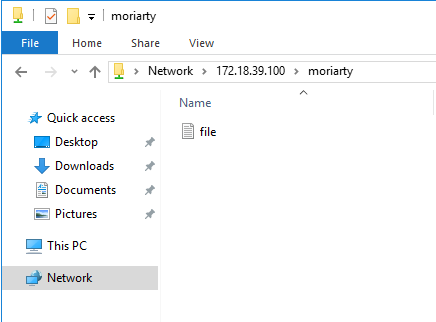 moriarty
File Home Share View
Network 172.18.39.100 moriarty
Name
Quick access
file
Desktop
Downloads
Documents
Pictures
This PC
Network